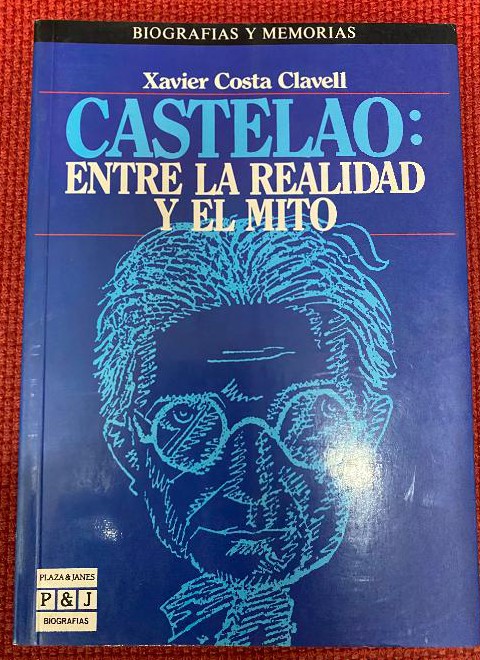 BIOGRAFIAS Y MEMORIAS
Xavier Costa Clavell
CASTELAO:
ENTRE LA REALIDAD
Y EL MITO
PLAZA & JANES
P & J
BIOGRAFIAS